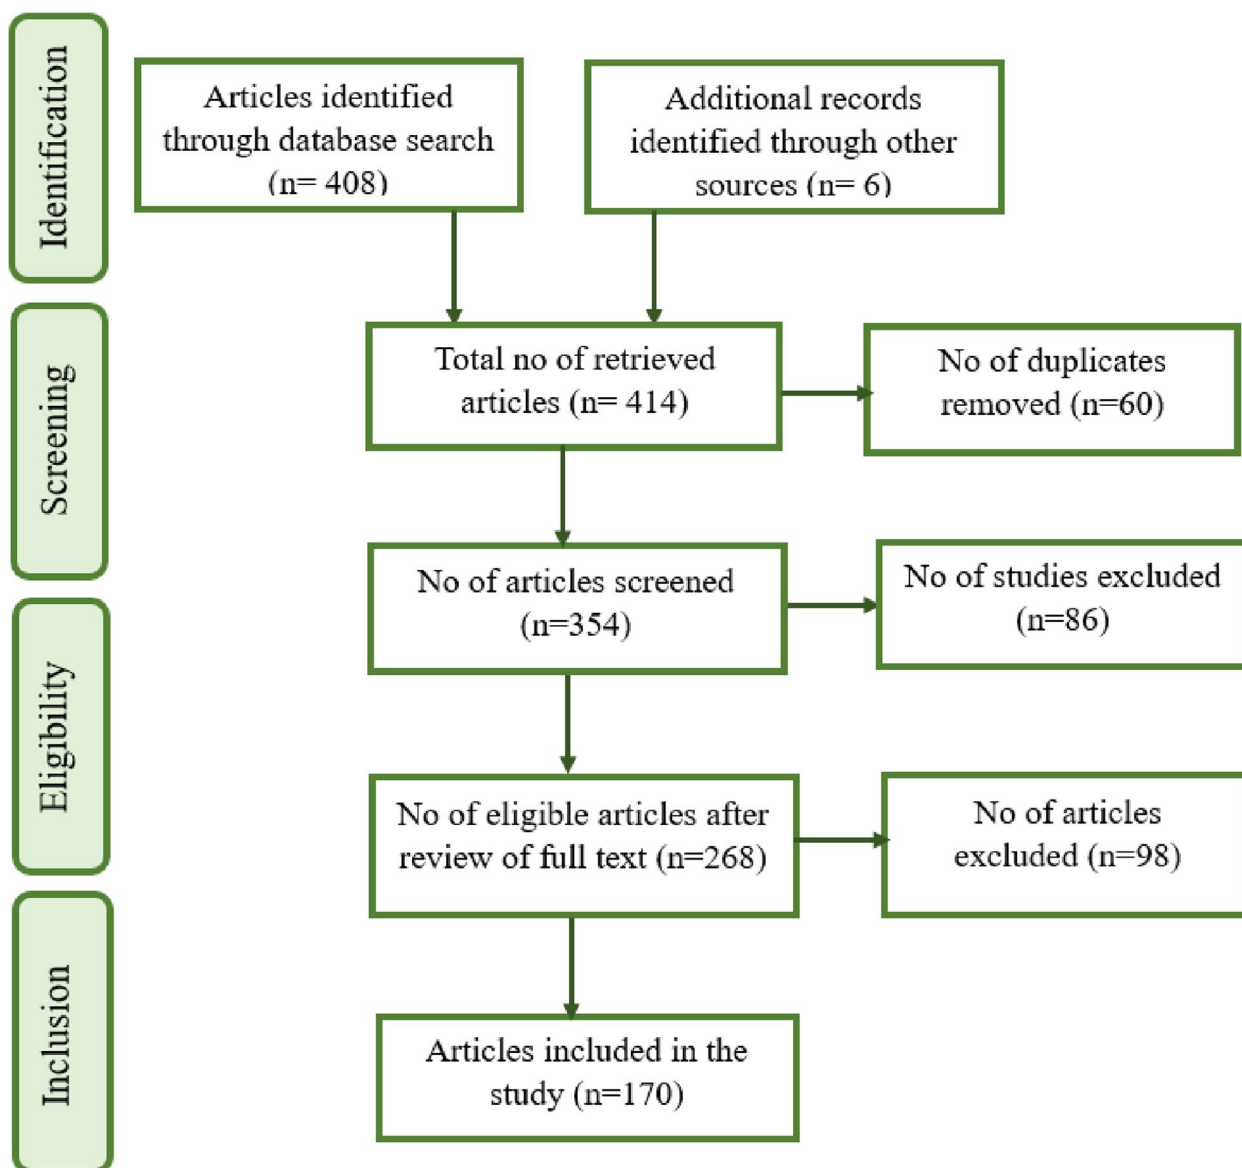 Identification
Articles identified
through database search
(n= 408)
Additional records
identified through other
sources (n= 6)
Screening
Total no of retrieved
articles (n= 414)
No of duplicates
removed (n=60)
No of articles screened
(n=354)
No of studies excluded
(n=86)
Eligibility
No of eligible articles after
review of full text (n=268)
No of articles
excluded (n=98)
Inclusion
Articles included in the
study (n=170)